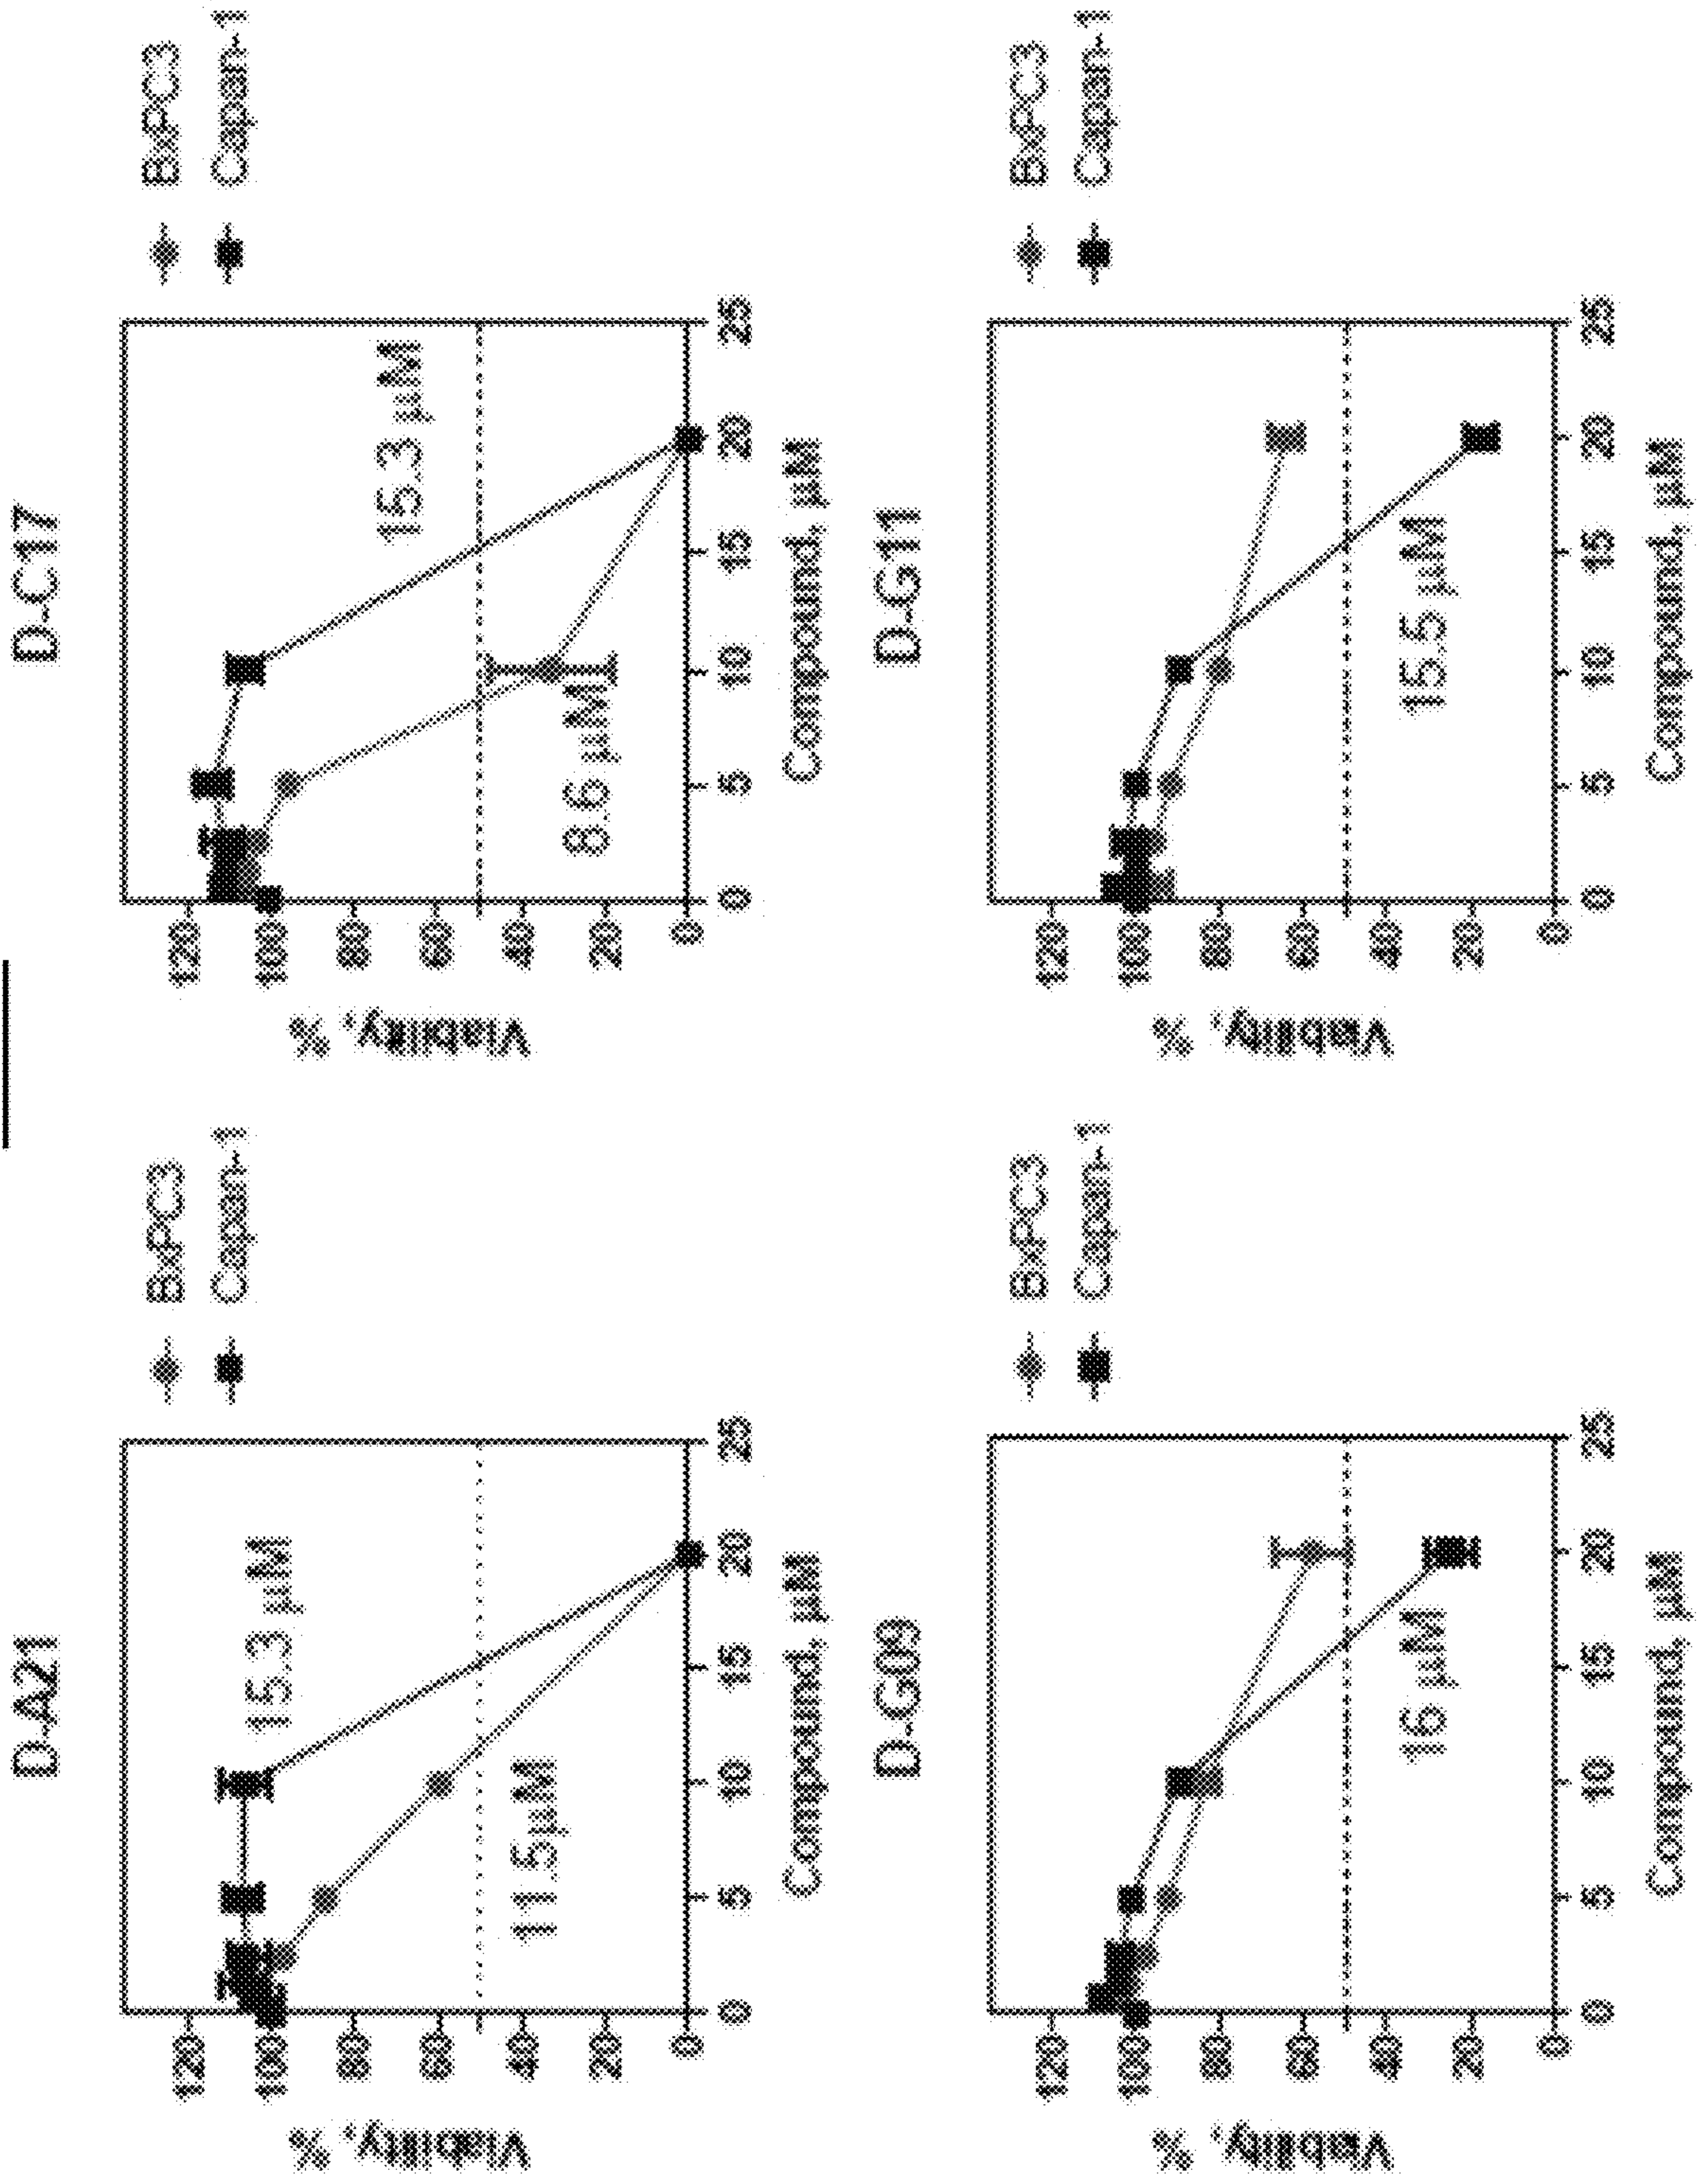 D-A21
BxPC3
Capan-1
15.3 µM
11.5µM
Viability, %
120
100
80
60
40
20
0
0 5 10 15 20 25
Compound, µM
D-C17
BxPC3
Capan-1
15.3 µM
8.6 µM
Viability, %
120
100
80
60
40
20
0
0 5 10 15 20 25
Compound, µM
D-G09
BxPC3
Capan-1
16 µM
Viability, %
120
100
80
60
40
20
0
0 5 10 15 20 25
Compound, µM
D-G11
BxPC3
Capan-1
15.5 µM
Viability, %
120
100
80
60
40
20
0
0 5 10 15 20 25
Compound, µM